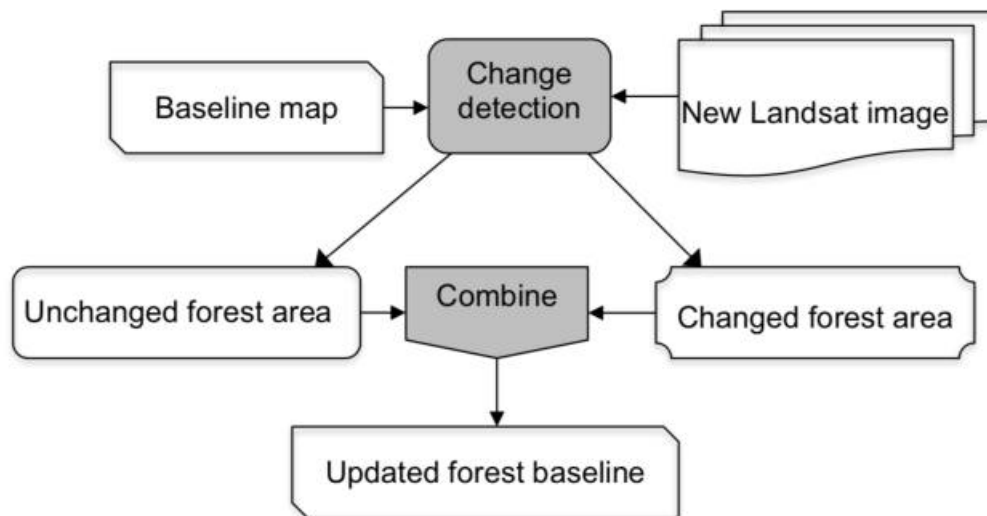 Change
detection
Baseline map
New Landsat image
Unchanged forest area
Combine
Changed forest area
Updated forest baseline